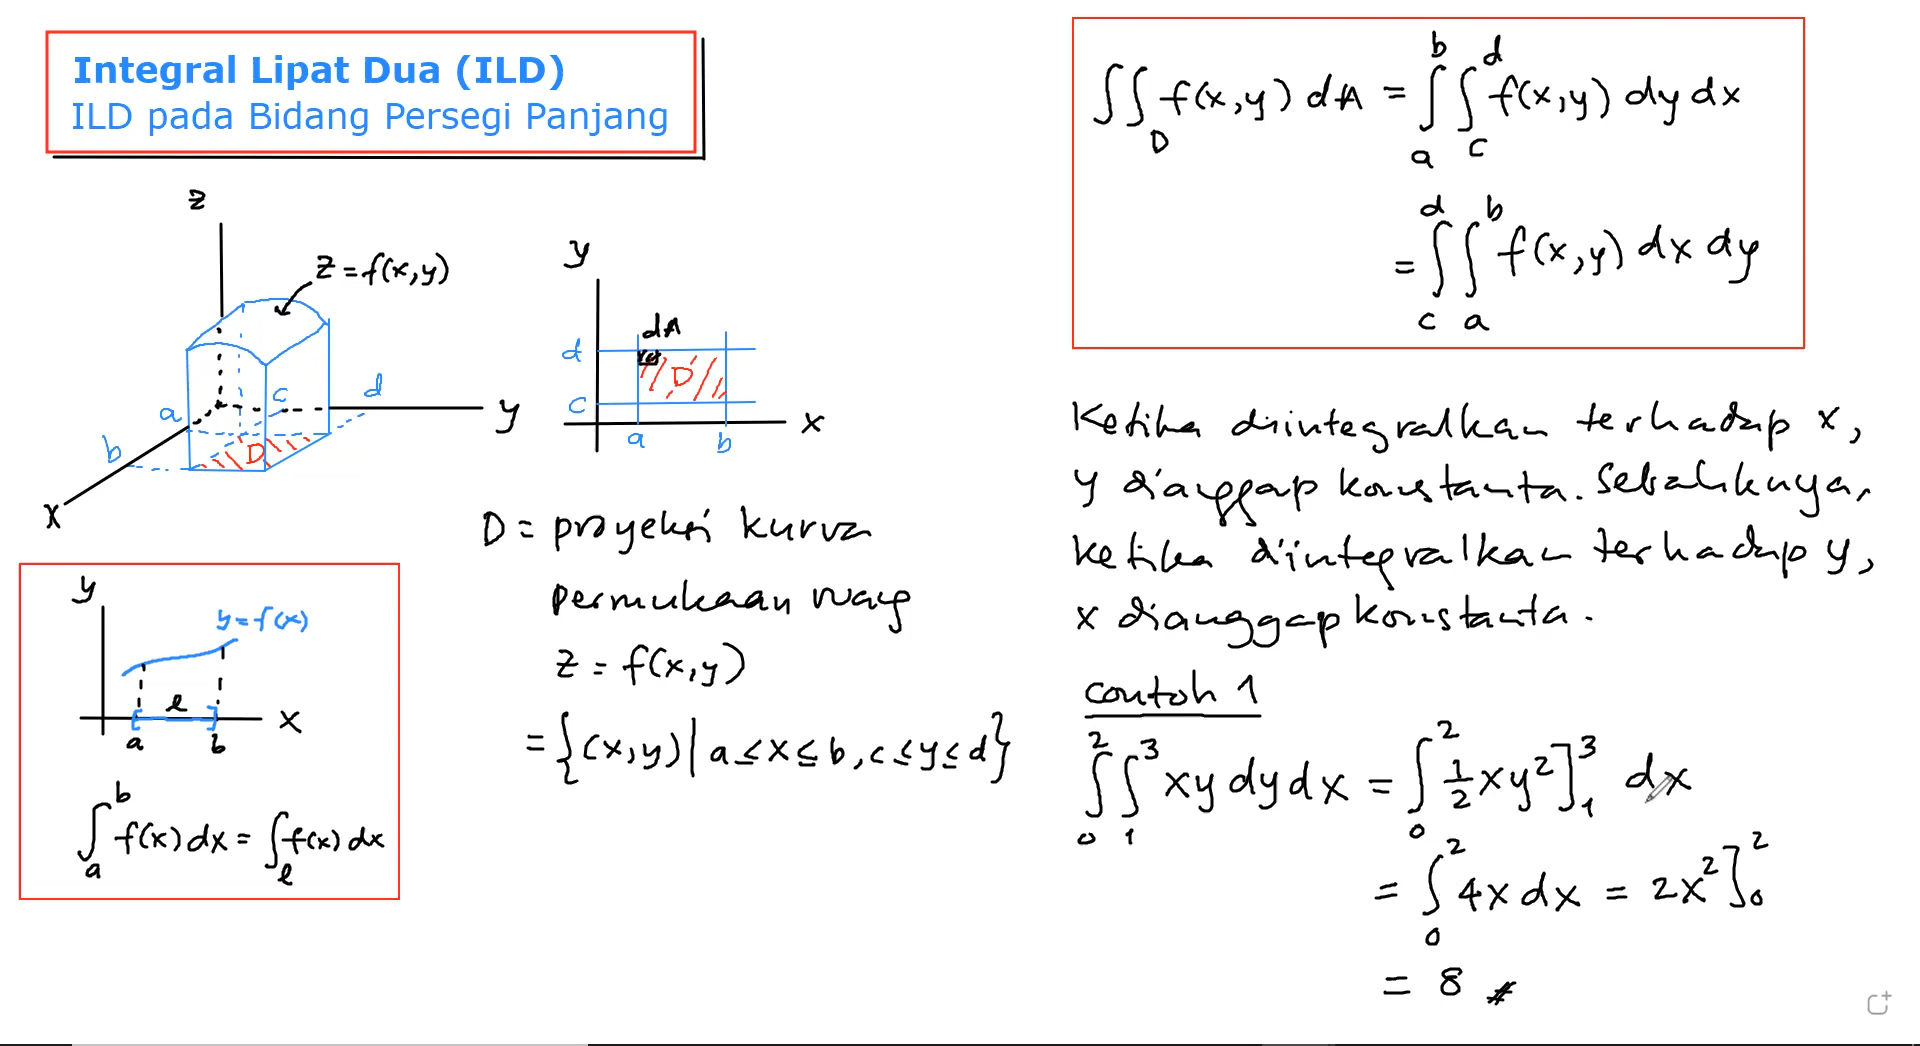 Integral Lipat Dua (ILD)
ILD pada Bidang Persegi Panjang
z
z = f(x,y)
a
b
c
d
D
y
x
y
dA
d
D
c
a
b
x
D = proyeksi kurva
permukaan ruang
z = f(x,y)
= {(x,y) | a ≤ x ≤ b, c ≤ y ≤ d}
y
y = f(x)
l
x
a
b
∫_a^b f(x) dx = ∫_l f(x) dx
∬_D f(x,y) dA = ∫_a^b ∫_c^d f(x,y) dy dx
= ∫_c^d ∫_a^b f(x,y) dx dy
Ketika diintegralkan terhadap x,
y dianggap konstanta. Sebaliknya,
ketika diintegralkan terhadap y,
x dianggap konstanta.
contoh 1
∫_0^2 ∫_1^3 xy dy dx = ∫_0^2 1/2 xy²]_1^3 dx
= ∫_0^2 4x dx = 2x²]_0^2
= 8 #